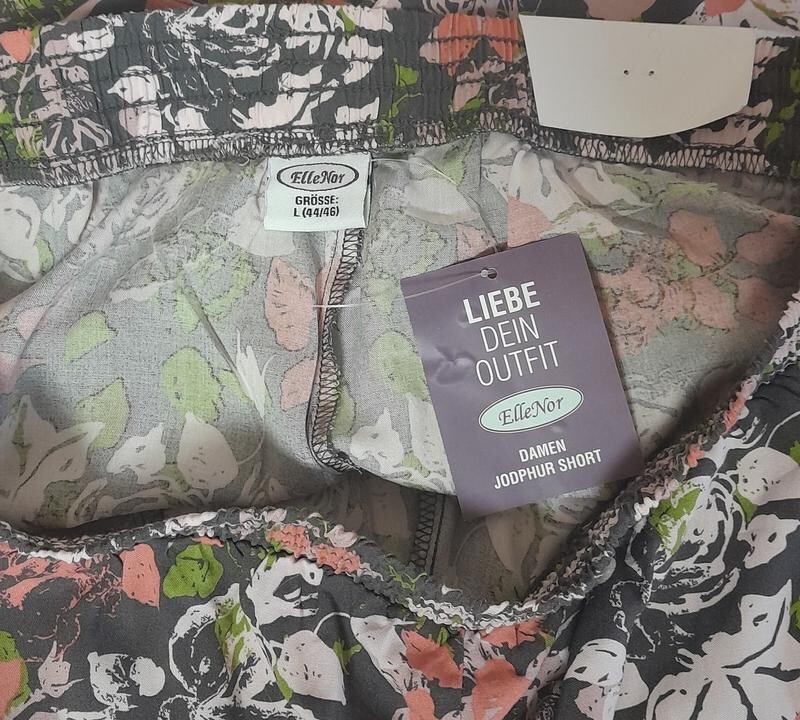 ElleNor
GRÖSSE:
L (44/46)
LIEBE
DEIN
OUTFIT
ElleNor
DAMEN
JODPHUR SHORT